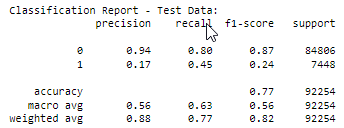 Classification Report - Test Data:
precision recall f1-score support
0 0.94 0.80 0.87 84806
1 0.17 0.45 0.24 7448
accuracy 0.77 92254
macro avg 0.56 0.63 0.56 92254
weighted avg 0.88 0.77 0.82 92254